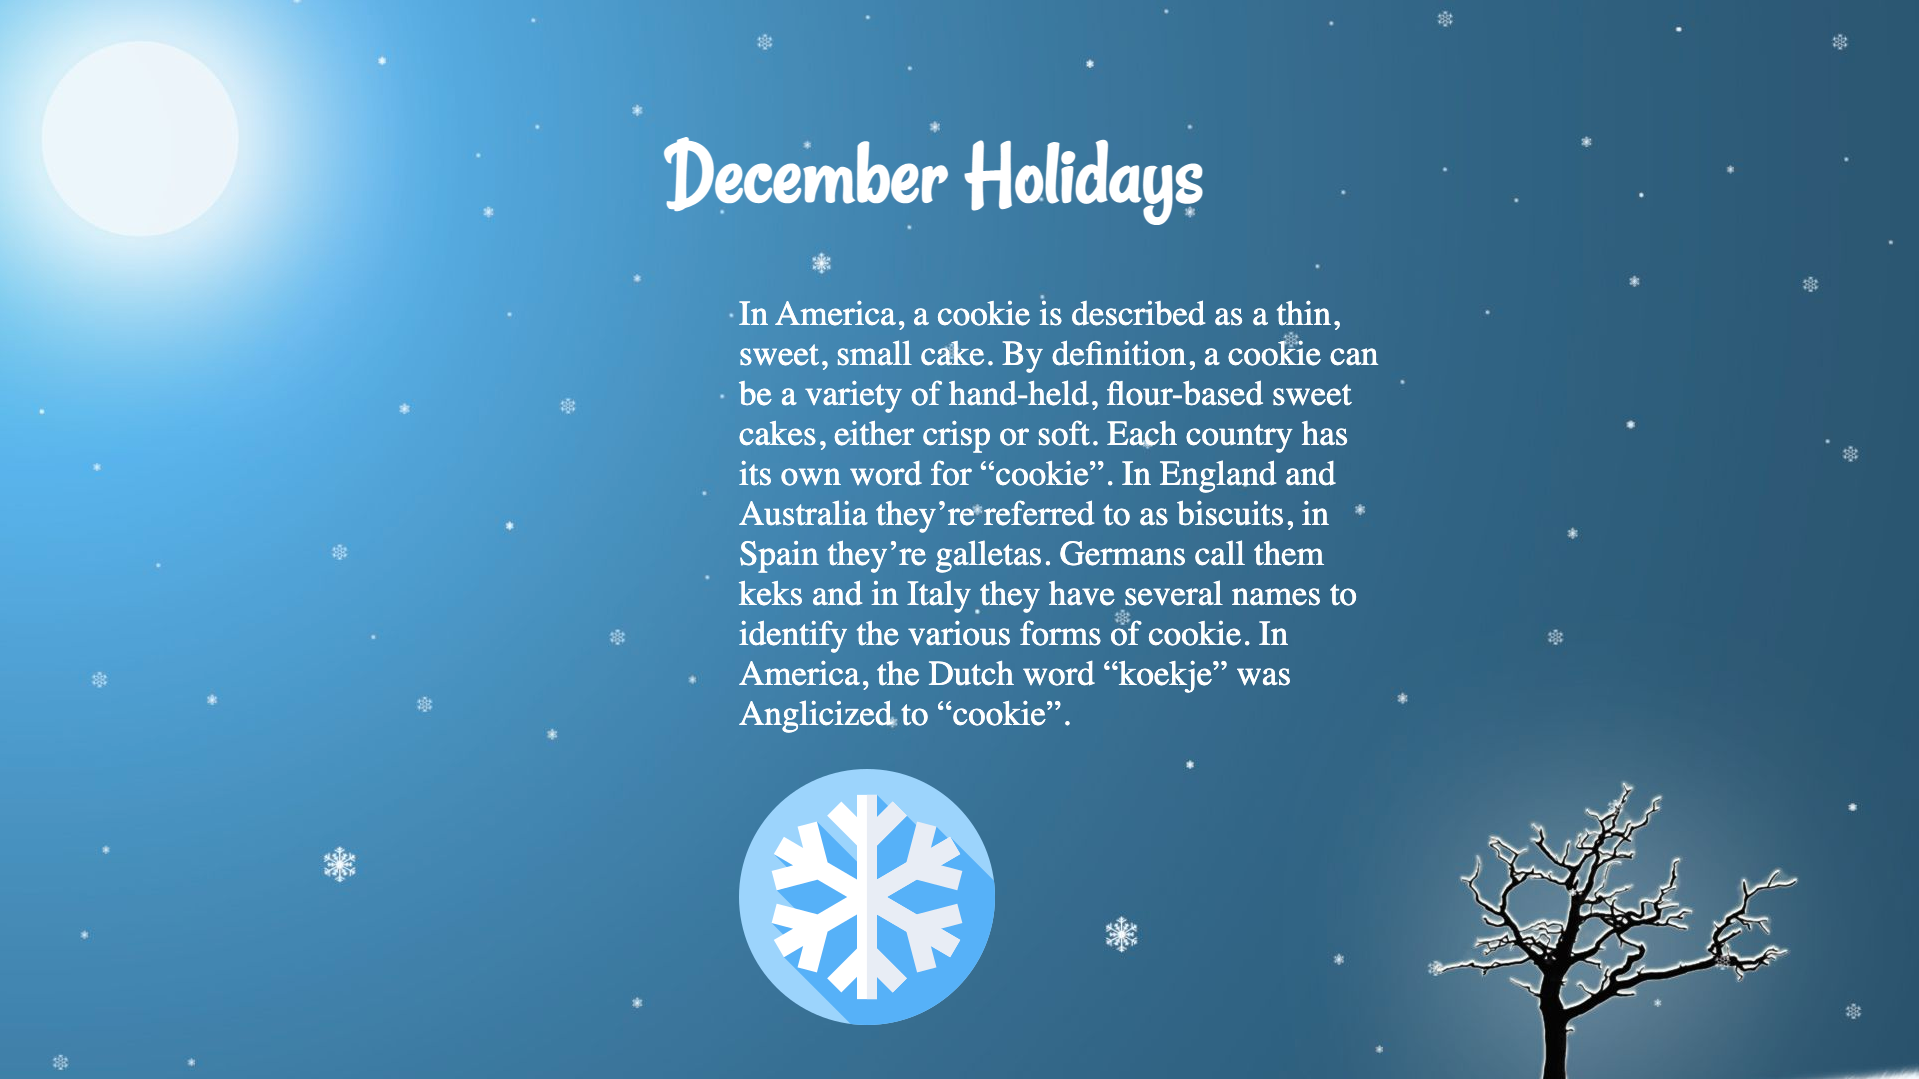 December Holidays
In America, a cookie is described as a thin,
sweet, small cake. By definition, a cookie can
be a variety of hand-held, flour-based sweet
cakes, either crisp or soft. Each country has
its own word for “cookie”. In England and
Australia they’re referred to as biscuits, in
Spain they’re galletas. Germans call them
keks and in Italy they have several names to
identify the various forms of cookie. In
America, the Dutch word “koekje” was
Anglicized to “cookie”.